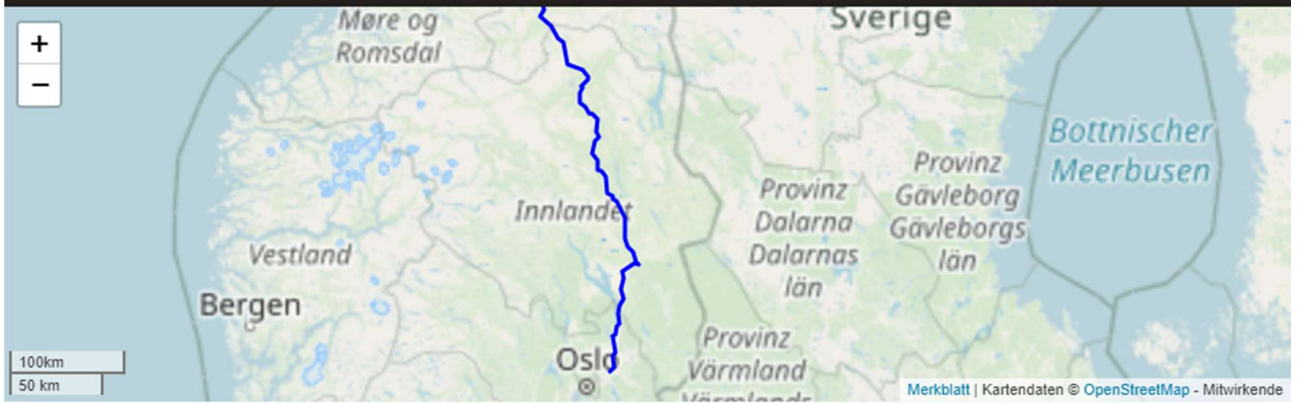 +
−
Møre og
Romsdal
Sverige
Bottnischer
Meerbusen
Provinz
Gävleborg
Gävleborgs
län
Provinz
Dalarna
Dalarnas
län
Innlandet
Vestland
Bergen
Oslo
Provinz
Värmland
Värmlands
100km
50 km
Merkblatt | Kartendaten © OpenStreetMap - Mitwirkende